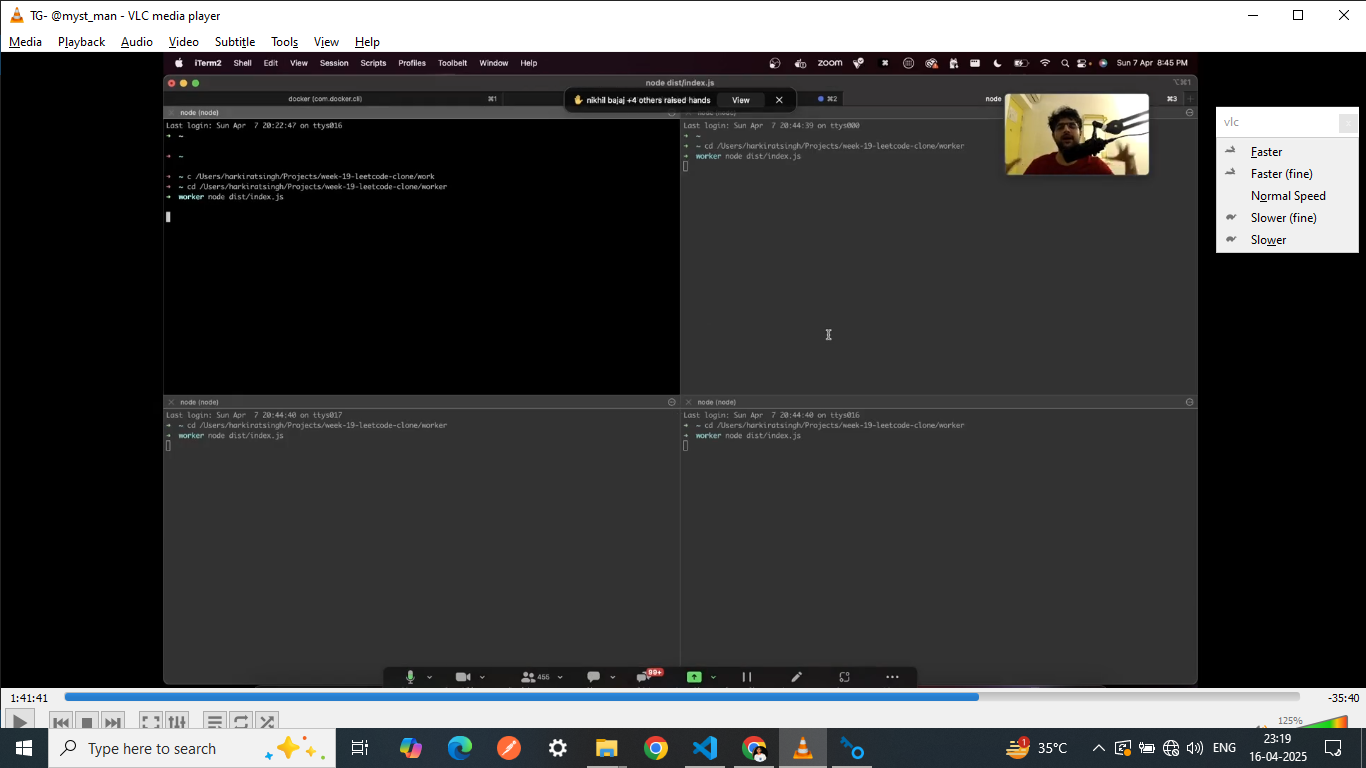 TG- @myst_man - VLC media player
Media Playback Audio Video Subtitle Tools View Help
iTerm2 Shell Edit View Session Scripts Profiles Toolbelt Window Help
zoom
Sun 7 Apr 8:45 PM
node dist/index.js
⌥⌘1
docker (com.docker.cli) ⌘1
nikhil bajaj +4 others raised hands View
⌘2
node
⌘3
node (node)
Last login: Sun Apr 7 20:22:47 on ttys016
→ ~
→ ~
→ ~ c /Users/harkiratsingh/Projects/week-19-leetcode-clone/work
→ ~ cd /Users/harkiratsingh/Projects/week-19-leetcode-clone/worker
→ worker node dist/index.js
node (node)
Last login: Sun Apr 7 20:44:39 on ttys000
→ ~
→ ~ cd /Users/harkiratsingh/Projects/week-19-leetcode-clone/worker
→ worker node dist/index.js
node (node)
Last login: Sun Apr 7 20:44:40 on ttys017
→ ~ cd /Users/harkiratsingh/Projects/week-19-leetcode-clone/worker
→ worker node dist/index.js
node (node)
Last login: Sun Apr 7 20:44:40 on ttys016
→ ~ cd /Users/harkiratsingh/Projects/week-19-leetcode-clone/worker
→ worker node dist/index.js
vlc
Faster
Faster (fine)
Normal Speed
Slower (fine)
Slower
456
99+
1:41:41
-35:40
125%
Type here to search
1
35°C
ENG
23:19
16-04-2025